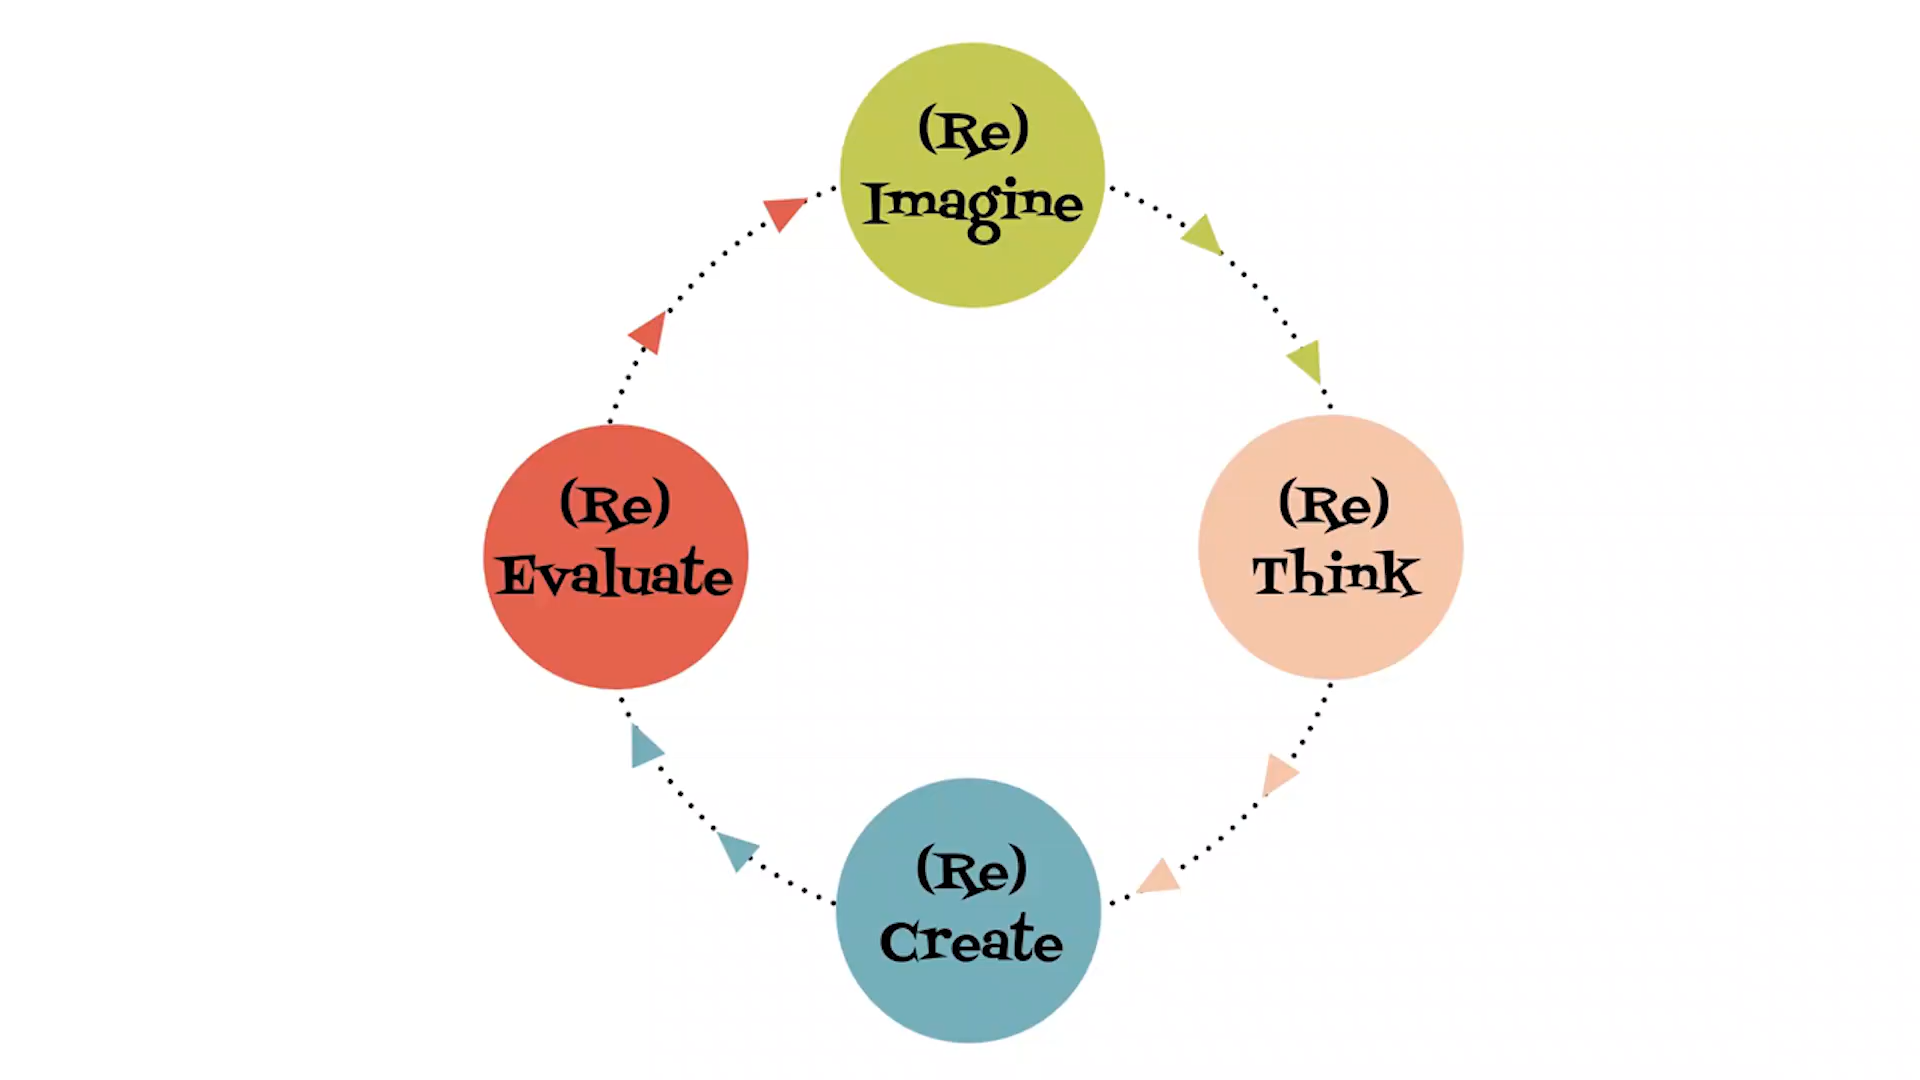 (Re)
Imagine
(Re)
Think
(Re)
Create
(Re)
Evaluate